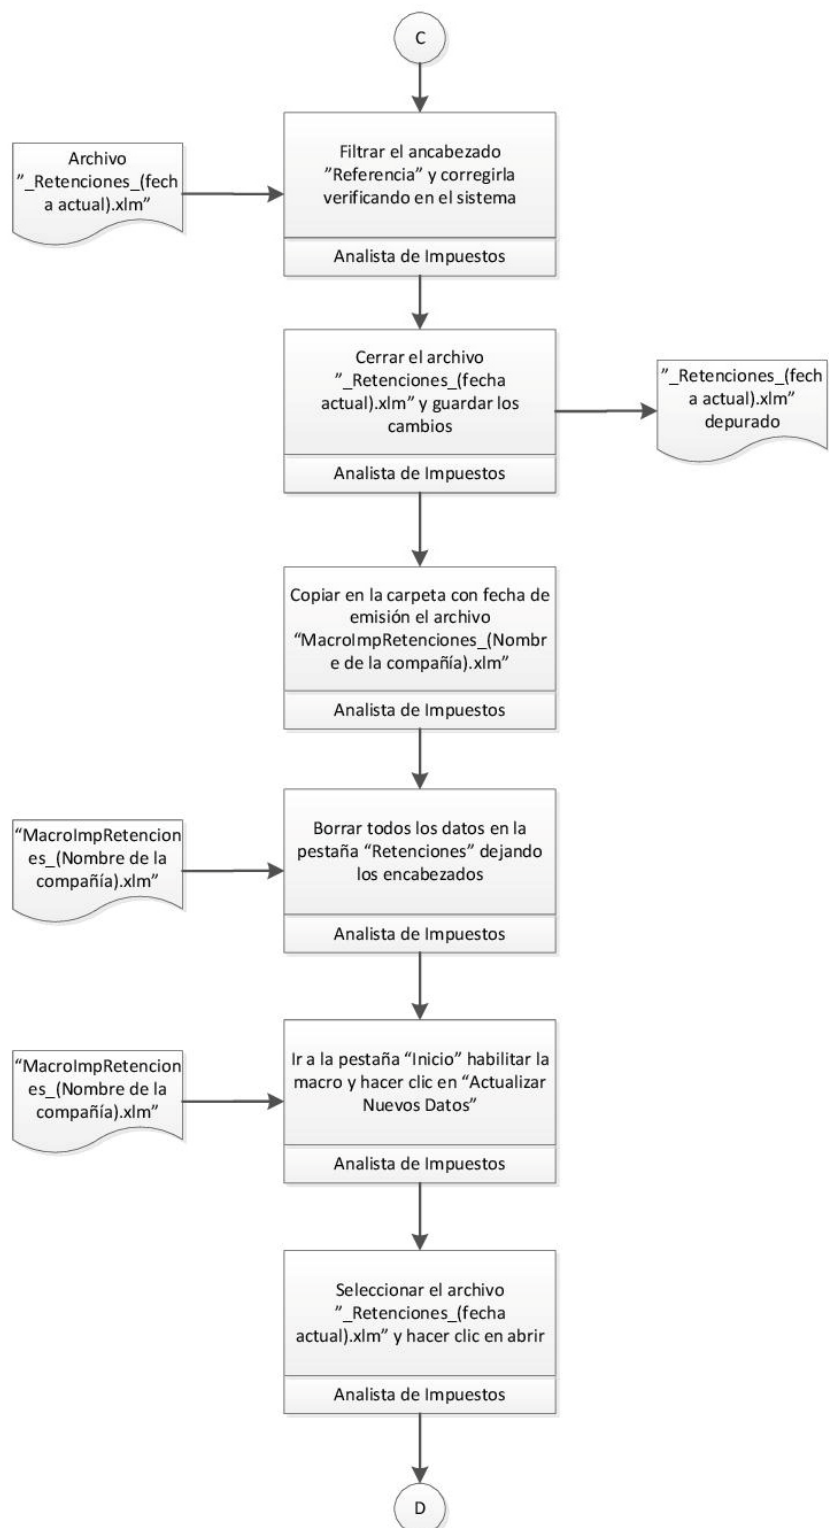 C
Archivo
”_Retenciones_(fech
a actual).xlm”
Filtrar el ancabezado
”Referencia” y corregirla
verificando en el sistema
Analista de Impuestos
Cerrar el archivo
”_Retenciones_(fecha
actual).xlm” y guardar los
cambios
Analista de Impuestos
”_Retenciones_(fech
a actual).xlm”
depurado
Copiar en la carpeta con fecha de
emisión el archivo
“MacroImpRetenciones_(Nombr
e de la compañía).xlm”
Analista de Impuestos
“MacroImpRetencion
es_(Nombre de la
compañía).xlm”
Borrar todos los datos en la
pestaña “Retenciones” dejando
los encabezados
Analista de Impuestos
“MacroImpRetencion
es_(Nombre de la
compañía).xlm”
Ir a la pestaña “Inicio” habilitar la
macro y hacer clic en “Actualizar
Nuevos Datos”
Analista de Impuestos
Seleccionar el archivo
”_Retenciones_(fecha
actual).xlm” y hacer clic en abrir
Analista de Impuestos
D